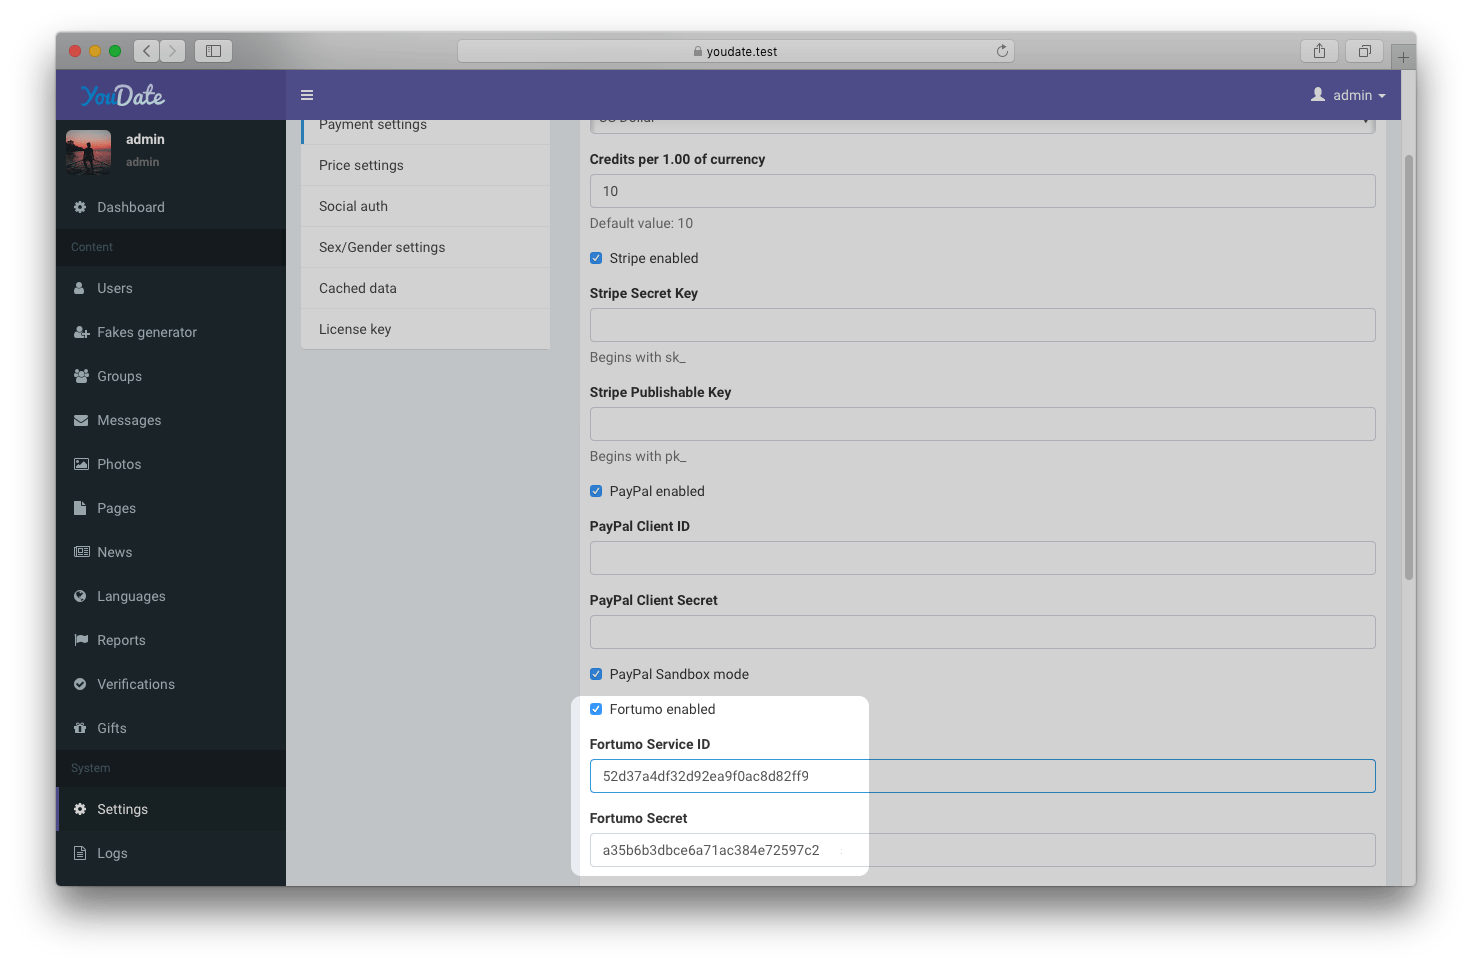 youdate.test
YouDate
admin
admin
admin
Dashboard
Content
Users
Fakes generator
Groups
Messages
Photos
Pages
News
Languages
Reports
Verifications
Gifts
System
Settings
Logs
Payment settings
Price settings
Social auth
Sex/Gender settings
Cached data
License key
US Dollar
Credits per 1.00 of currency
10
Default value: 10
Stripe enabled
Stripe Secret Key
Begins with sk_
Stripe Publishable Key
Begins with pk_
PayPal enabled
PayPal Client ID
PayPal Client Secret
PayPal Sandbox mode
Fortumo enabled
Fortumo Service ID
52d37a4df32d92ea9f0ac8d82ff9
Fortumo Secret
a35b6b3dbce6a71ac384e72597c2